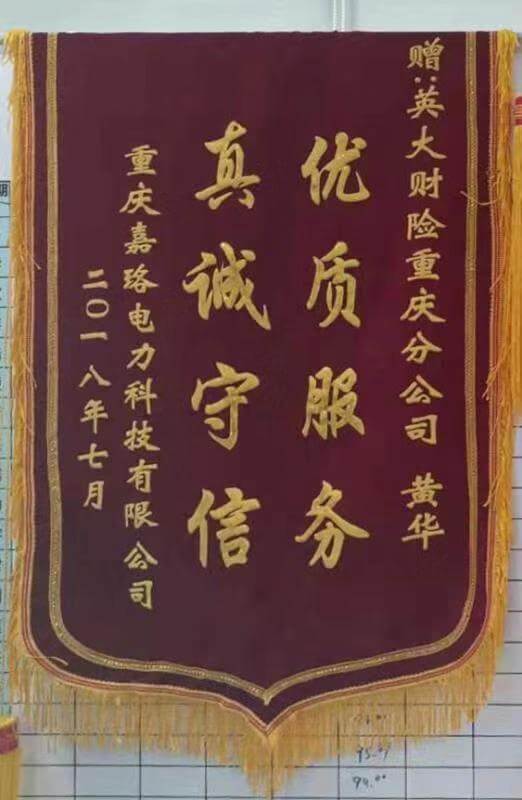 赠:英大财险重庆分公司 黄华
优质服务
真诚守信
重庆嘉珞电力科技有限公司
二〇一八年七月
期